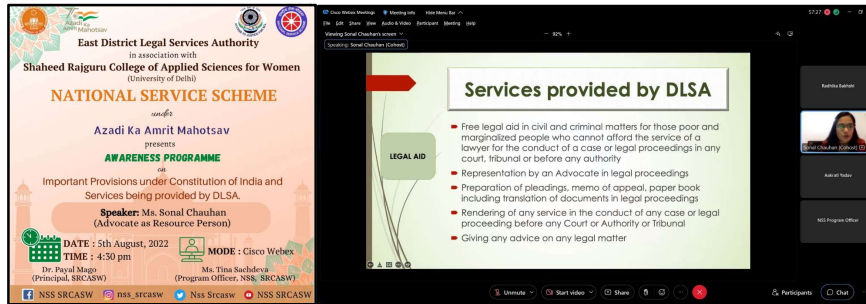 Azadi Ka
Amrit Mahotsav
East District Legal Services Authority
in association with
Shaheed Rajguru College of Applied Sciences for Women
(University of Delhi)
NATIONAL SERVICE SCHEME
under
Azadi Ka Amrit Mahotsav
presents
AWARENESS PROGRAMME
on
Important Provisions under Constitution of India and
Services being provided by DLSA.
Speaker: Ms. Sonal Chauhan
(Advocate as Resource Person)
DATE : 5th August, 2022
TIME : 4:30 pm
MODE : Cisco Webex
Dr. Payal Mago
(Principal, SRCASW)
Ms. Tina Sachdeva
(Program Officer, NSS, SRCASW)
NSS SRCASW
nss_srcasw
Nss Srcasw
NSS SRCASW
Cisco Webex Meetings
Meeting Info
Hide Menu Bar
57:27
File Edit Share View Audio & Video Participant Meeting Help
Viewing Sonal Chauhan's screen
92%
Speaking: Sonal Chauhan (Cohost)
Services provided by DLSA
LEGAL AID
Free legal aid in civil and criminal matters for those poor and
marginalized people who cannot afford the service of a
lawyer for the conduct of a case or legal proceedings in any
court, tribunal or before any authority
Representation by an Advocate in legal proceedings
Preparation of pleadings, memo of appeal, paper book
including translation of documents in legal proceedings
Rendering of any service in the conduct of any case or legal
proceeding before any Court or Authority or Tribunal
Giving any advice on any legal matter
Radhika Bakhshi
Sonal Chauhan (Cohost)
Aakrati Yadav
NSS Program Officer
Unmute
Start video
Share
Participants
Chat